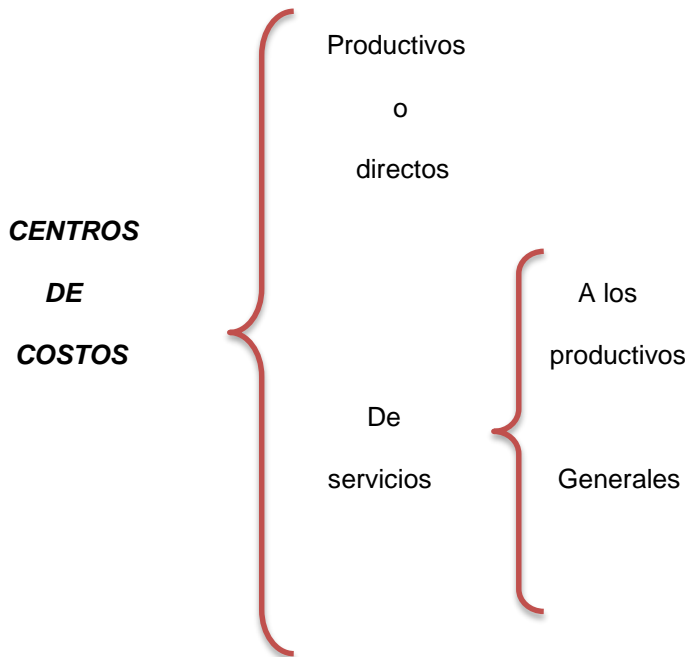 CENTROS
DE
COSTOS
Productivos
o
directos
De
servicios
A los
productivos
Generales